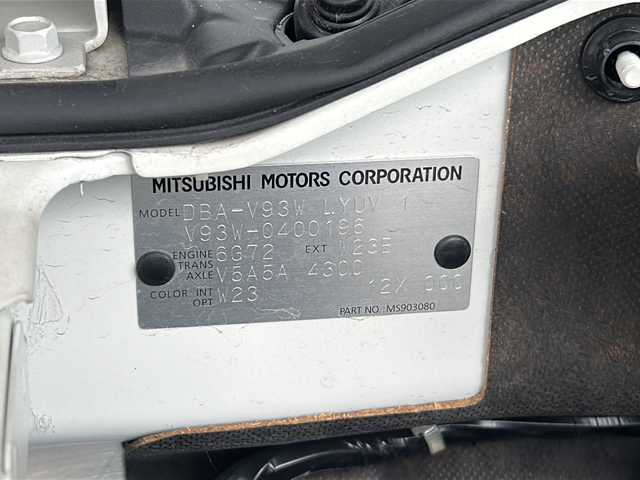 MITSUBISHI MOTORS CORPORATION
MODEL DBA-V93W LYUV 1
V93W-0400196
ENGINE 6G72 EXT W23B
TRANS AXLE V5A5A 4300
COLOR INT OPT W23 12X 000
PART NO MS903080